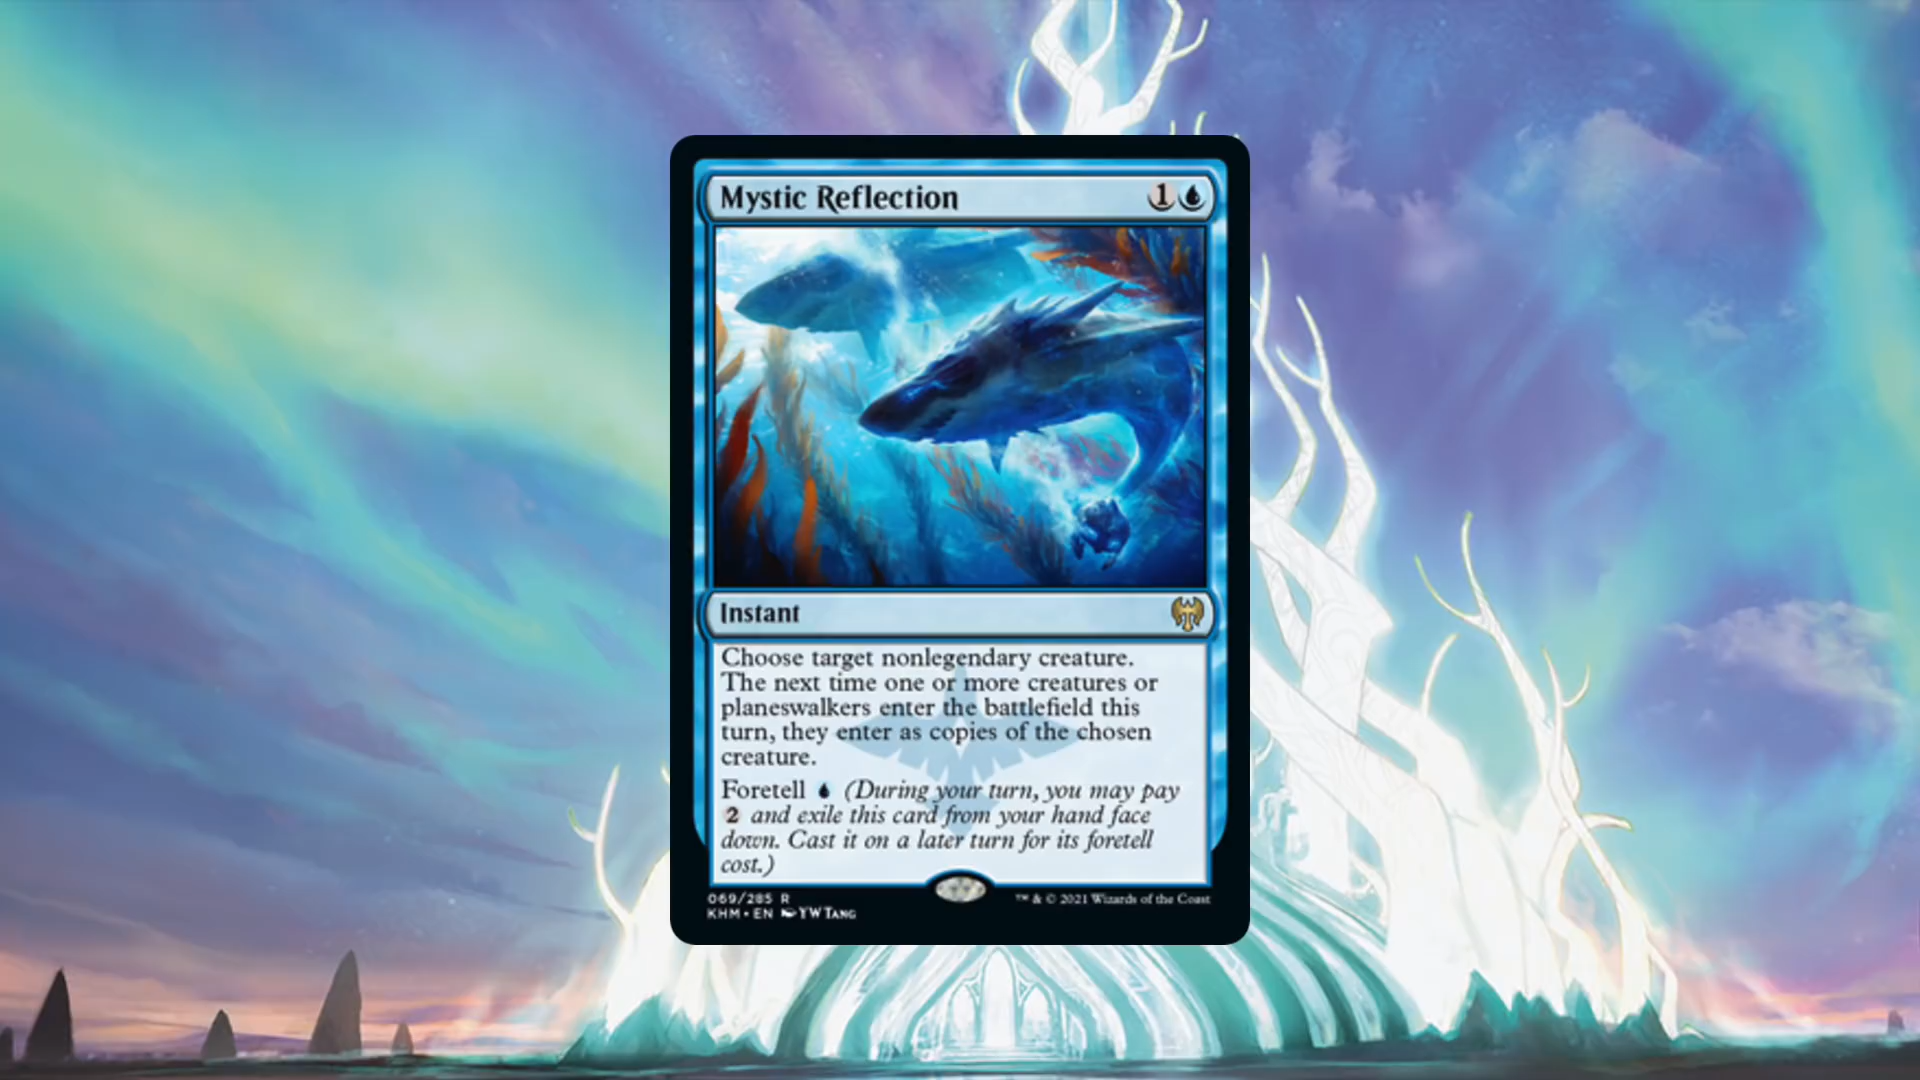 Mystic Reflection 1
Instant
Choose target nonlegendary creature.
The next time one or more creatures or
planeswalkers enter the battlefield this
turn, they enter as copies of the chosen
creature.
Foretell (During your turn, you may pay
2 and exile this card from your hand face
down. Cast it on a later turn for its foretell
cost.)
069/285 R
KHM • EN YW Tang
™ & © 2021 Wizards of the Coast